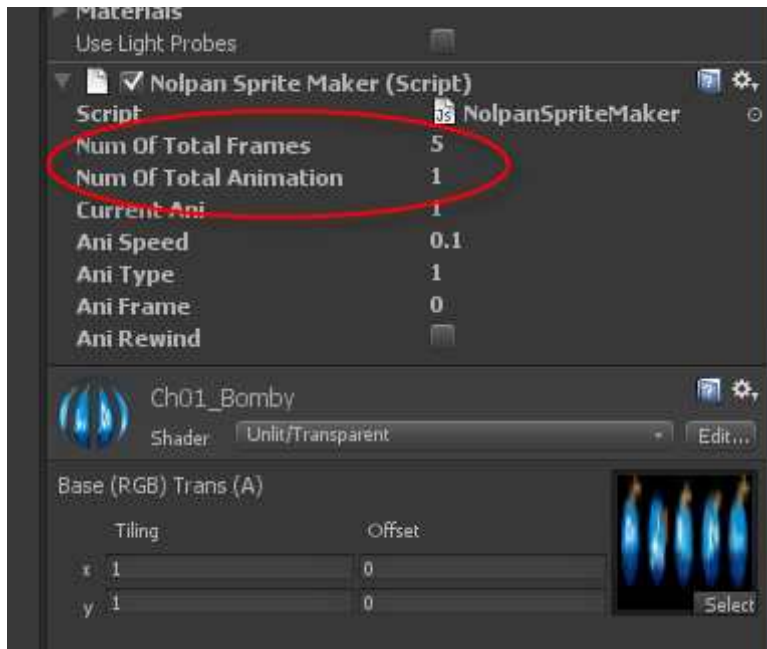 Materials
Use Light Probes
Nolpan Sprite Maker (Script)
Script JS NolpanSpriteMaker
Num Of Total Frames 5
Num Of Total Animation 1
Current Ani 1
Ani Speed 0.1
Ani Type 1
Ani Frame 0
Ani Rewind
Ch01_Bomby
Shader Unlit/Transparent Edit...
Base (RGB) Trans (A)
Tiling Offset
x 1 0
y 1 0
Select